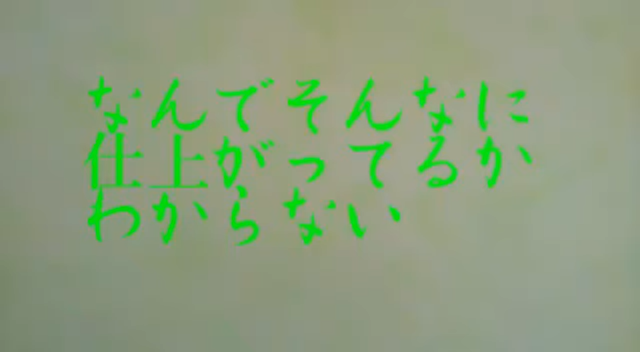 なんでそんなに
仕上がってるか
わからない